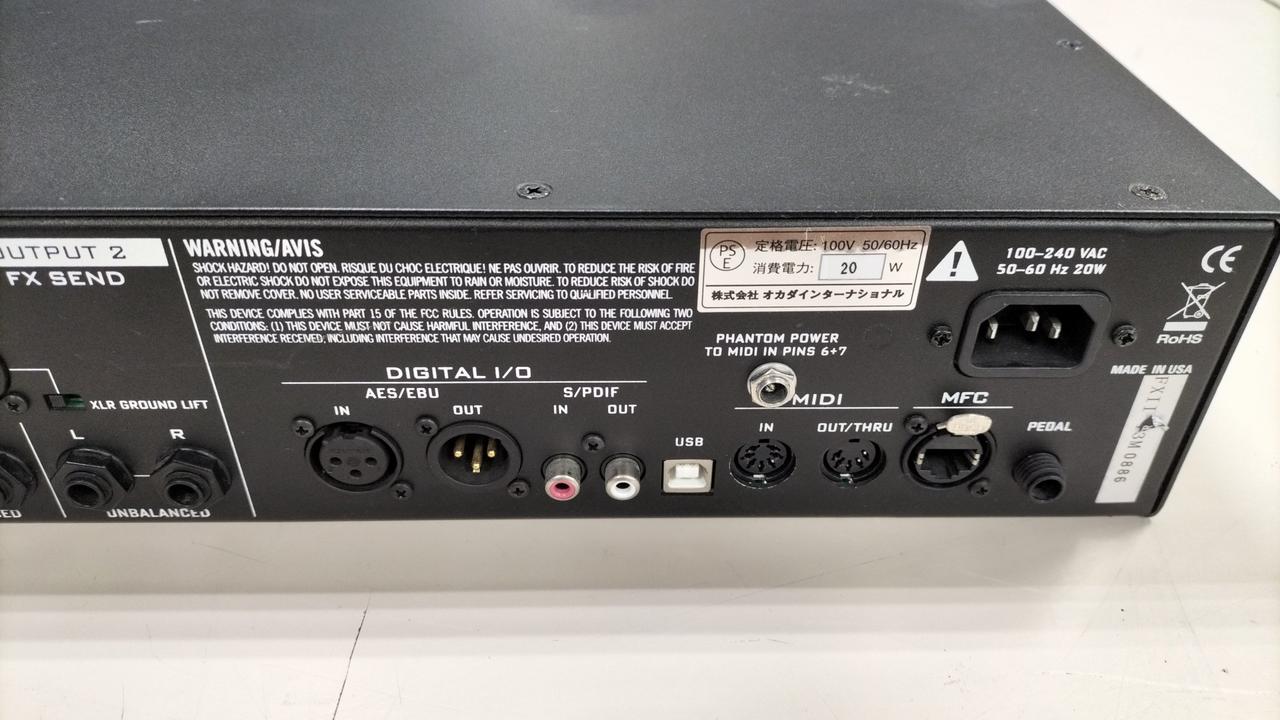 OUTPUT 2
FX SEND
XLR GROUND LIFT
L
R
UNBALANCED
WARNING/AVIS
SHOCK HAZARD! DO NOT OPEN. RISQUE DU CHOC ELECTRIQUE! NE PAS OUVRIR. TO REDUCE THE RISK OF FIRE
OR ELECTRIC SHOCK DO NOT EXPOSE THIS EQUIPMENT TO RAIN OR MOISTURE. TO REDUCE RISK OF SHOCK DO
NOT REMOVE COVER. NO USER SERVICEABLE PARTS INSIDE. REFER SERVICING TO QUALIFIED PERSONNEL.
THIS DEVICE COMPLIES WITH PART 15 OF THE FCC RULES. OPERATION IS SUBJECT TO THE FOLLOWING TWO
CONDITIONS: (1) THIS DEVICE MUST NOT CAUSE HARMFUL INTERFERENCE, AND (2) THIS DEVICE MUST ACCEPT
INTERFERENCE RECEIVED, INCLUDING INTERFERENCE THAT MAY CAUSE UNDESIRED OPERATION.
DIGITAL I/O
AES/EBU
IN
OUT
S/PDIF
IN OUT
USB
PS
E
定格電圧: 100V 50/60Hz
消費電力: 20 W
株式会社 オカダインターナショナル
PHANTOM POWER
TO MIDI IN PINS 6+7
MIDI
IN
OUT/THRU
MFC
PEDAL
100-240 VAC
50-60 Hz 20W
CE
RoHS
MADE IN USA
3M 0886